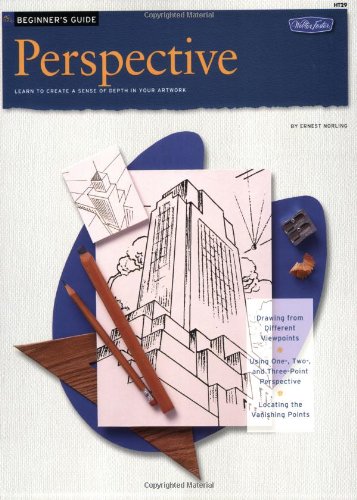 Copyrighted Material
HT29
BEGINNER'S GUIDE
Walter Foster
Perspective
LEARN TO CREATE A SENSE OF DEPTH IN YOUR ARTWORK
BY ERNEST NORLING
Drawing from
Different
Viewpoints
Using One-, Two-,
and Three-Point
Perspective
Locating the
Vanishing Points
Copyrighted Material